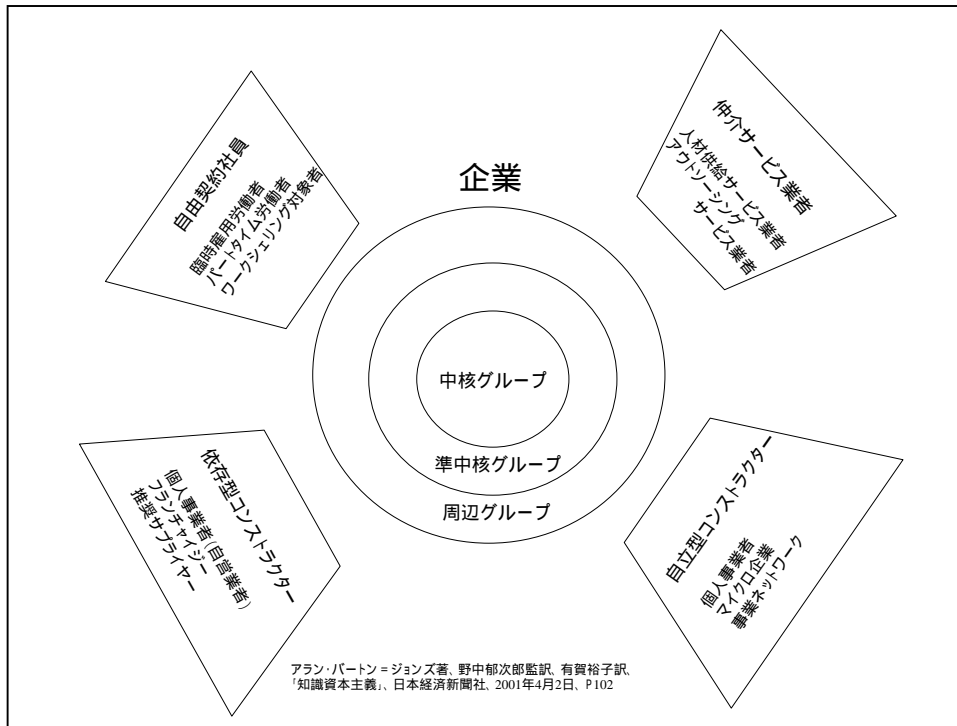 自由契約社員
臨時雇用労働者
パートタイム労働者
ワークシェリング対象者
仲介サービス業者
人材供給サービス業者
アウトソーシング
サービス業者
企業
中核グループ
準中核グループ
周辺グループ
依存型コンストラクター
個人事業者(自営業者)
フランチャイジー
推奨サプライヤー
自立型コンストラクター
個人事業者
マイクロ企業
事業ネットワーク
アラン・バートン=ジョンズ著、野中郁次郎監訳、有賀裕子訳、
「知識資本主義」、日本経済新聞社、2001年4月2日、P102